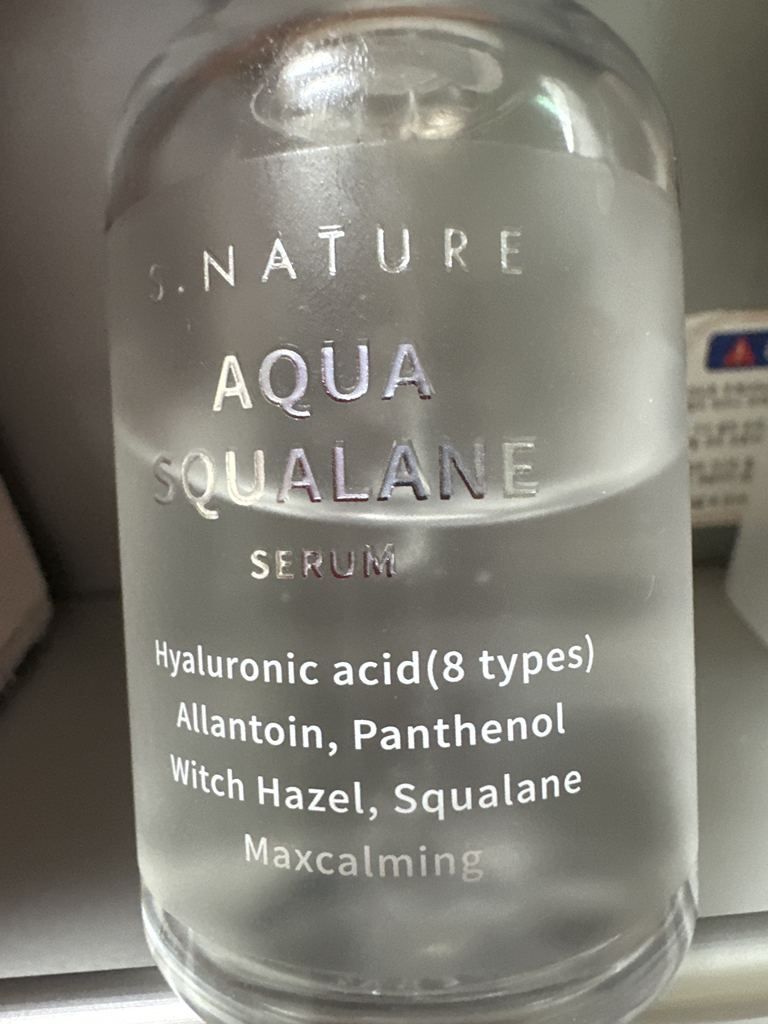 S.NATURE
AQUA
SQUALANE
SERUM
Hyaluronic acid(8 types)
Allantoin, Panthenol
Witch Hazel, Squalane
Maxcalming